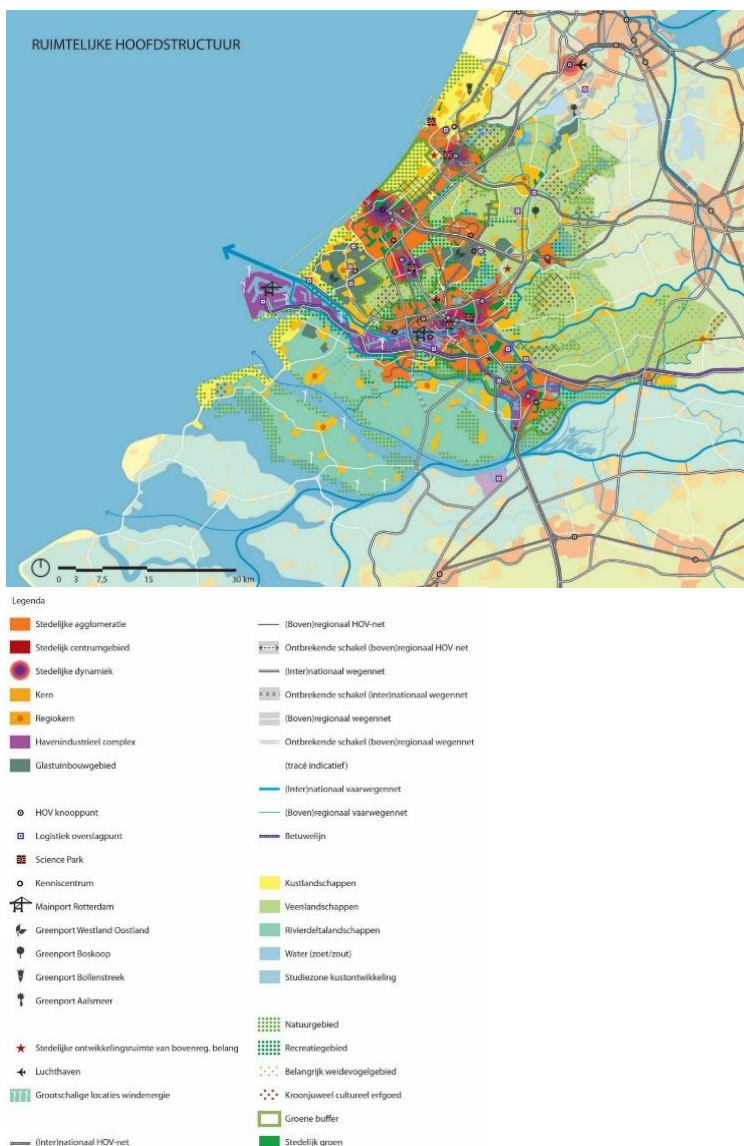 RUIMTELIJKE HOOFDSTRUCTUUR
0 3 7,5 15 30 km
Legenda
Stedelijke agglomeratie
Stedelijk centrumgebied
Stedelijke dynamiek
Kern
Regiokern
Havenindustrieel complex
Glastuinbouwgebied
HOV knooppunt
Logistiek overslagpunt
Science Park
Kenniscentrum
Mainport Rotterdam
Greenport Westland Oostland
Greenport Boskoop
Greenport Bollenstreek
Greenport Aalsmeer
Stedelijke ontwikkelingsruimte van bovenreg. belang
Luchthaven
Grootschalige locaties windenergie
(Inter)nationaal HOV-net
(Boven)regionaal HOV-net
Ontbrekende schakel (boven)regionaal HOV-net
(Inter)nationaal wegennet
Ontbrekende schakel (inter)nationaal wegennet
(Boven)regionaal wegennet
Ontbrekende schakel (boven)regionaal wegennet
(tracé indicatief)
(Inter)nationaal vaarwegennet
(Boven)regionaal vaarwegennet
Betuwelijn
Kustlandschappen
Veenlandschappen
Rivierdeltalandschappen
Water (zoet/zout)
Studiezone kustontwikkeling
Natuurgebied
Recreatiegebied
Belangrijk weidevogelgebied
Kroonjuweel cultureel erfgoed
Groene buffer
Stedelijk groen